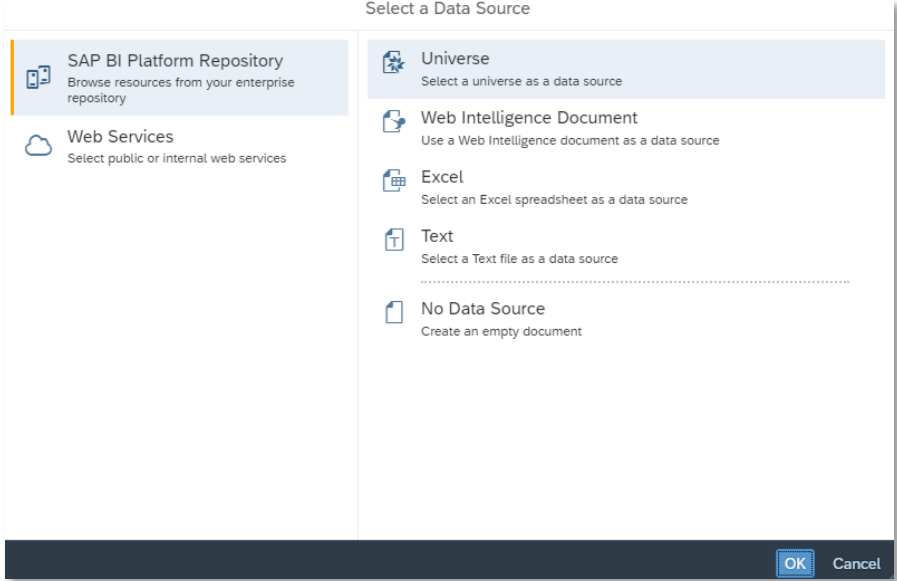 Select a Data Source
SAP BI Platform Repository
Browse resources from your enterprise
repository
Web Services
Select public or internal web services
Universe
Select a universe as a data source
Web Intelligence Document
Use a Web Intelligence document as a data source
Excel
Select an Excel spreadsheet as a data source
Text
Select a Text file as a data source
No Data Source
Create an empty document
OK
Cancel